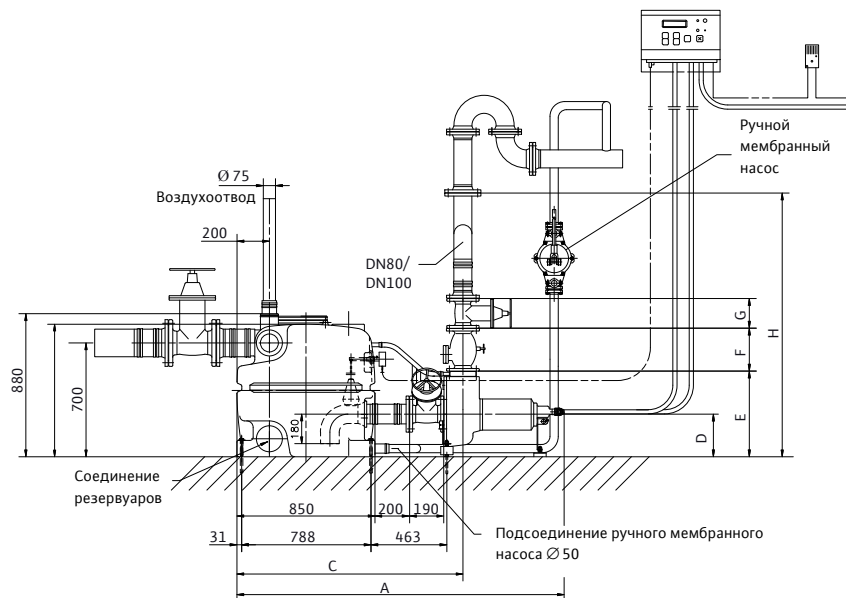 Ручной
мембранный
насос
Ø 75
Воздухоотвод
200
DN80/
DN100
880
700
180
G
F
H
E
D
Соединение
резервуаров
850
200
190
31
788
463
Подсоединение ручного мембранного
насоса Ø 50
C
A